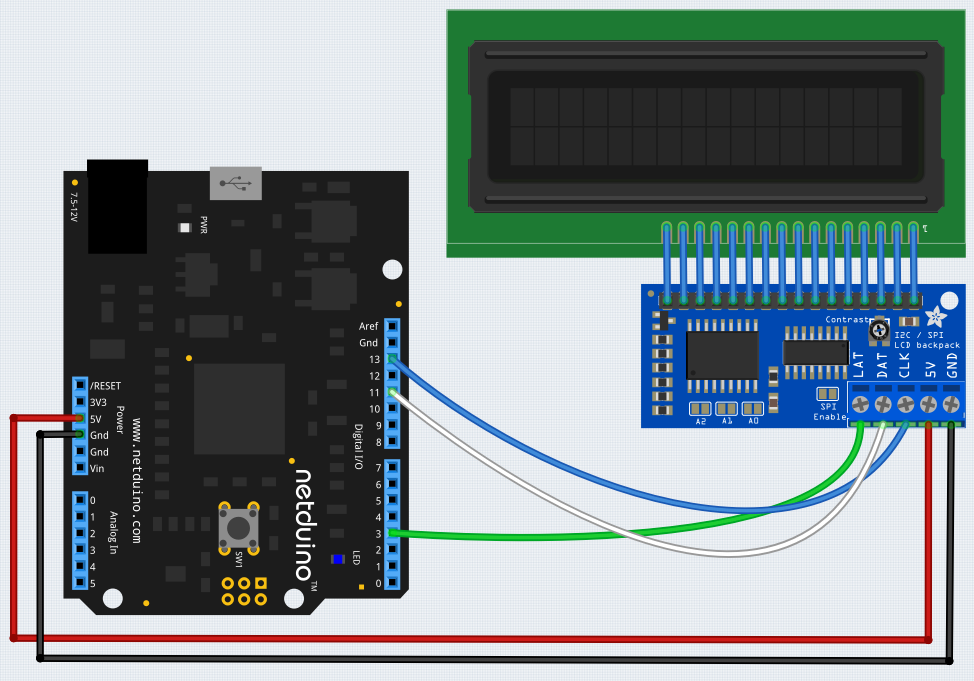 7.5-12V
PWR
Aref
Gnd
13
12
11
10
9
8
7
6
5
4
3
2
1
0
Digital I/O
/RESET
3V3
5V
Gnd
Gnd
Vin
Power
0
1
2
3
4
5
Analog In
www.netduino.com
netduino™
SW1
LED
1
Contrast
I2C / SPI
LCD backpack
LAT
DAT
CLK
5V
GND
SPI
Enable
A2
A1
A0